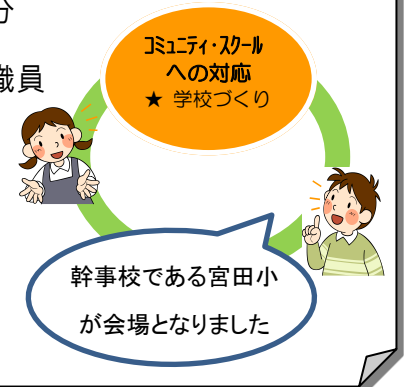 分
職員
ｺﾐｭﾆﾃｨ・ｽｸｰﾙ
への対応
★ 学校づくり
幹事校である宮田小
が会場となりました